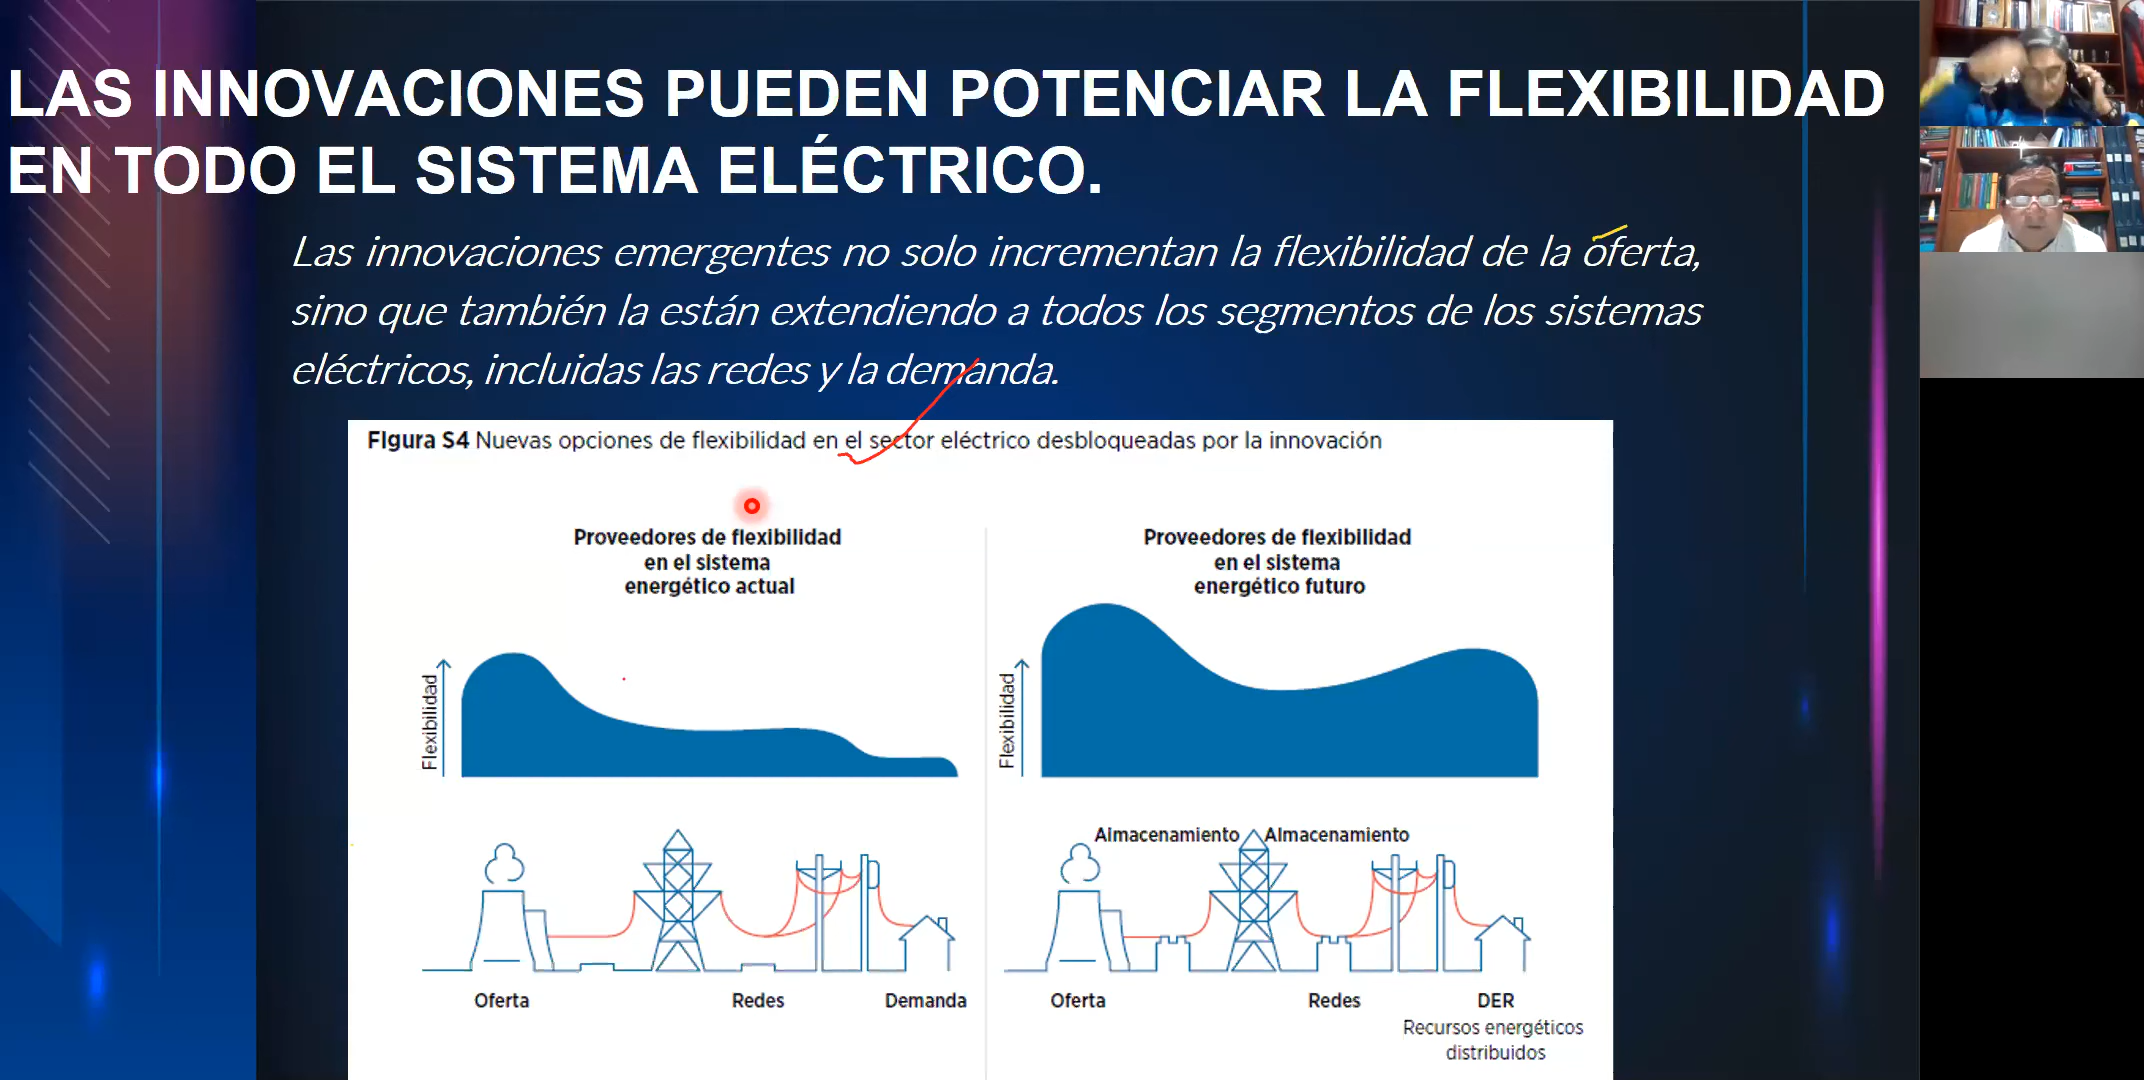 LAS INNOVACIONES PUEDEN POTENCIAR LA FLEXIBILIDAD
EN TODO EL SISTEMA ELÉCTRICO.
Las innovaciones emergentes no solo incrementan la flexibilidad de la oferta,
sino que también la están extendiendo a todos los segmentos de los sistemas
eléctricos, incluidas las redes y la demanda.
Figura S4 Nuevas opciones de flexibilidad en el sector eléctrico desbloqueadas por la innovación
Proveedores de flexibilidad
en el sistema
energético actual
Flexibilidad
Oferta
Redes
Demanda
Proveedores de flexibilidad
en el sistema
energético futuro
Flexibilidad
Almacenamiento
Almacenamiento
Oferta
Redes
DER
Recursos energéticos
distribuidos